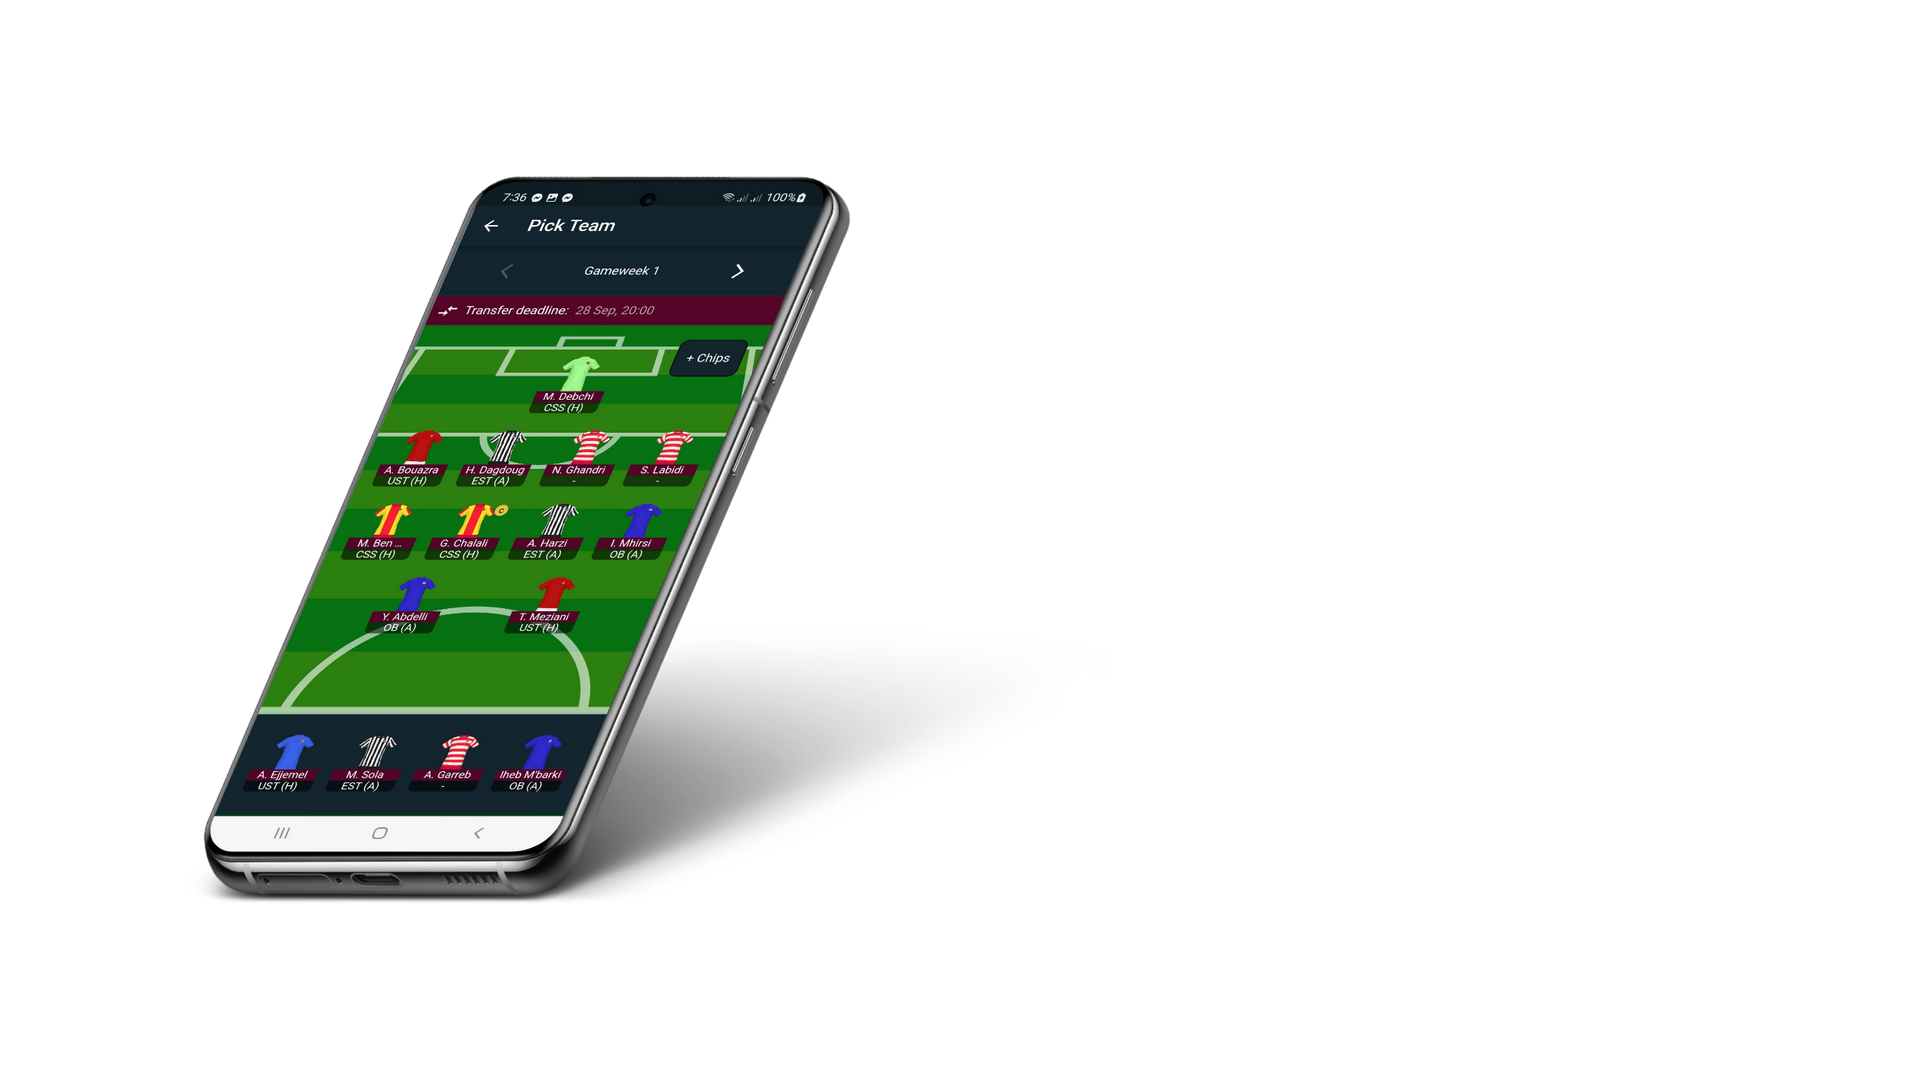 7:36 100%
Pick Team
Gameweek 1
Transfer deadline: 28 Sep, 20:00
+ Chips
M. Debchi
CSS (H)
A. Bouazra H. Dagdoug N. Ghandri S. Labidi
UST (H) EST (A) - -
C
M. Ben ... G. Chalali A. Harzi I. Mhirsi
CSS (H) CSS (H) EST (A) OB (A)
Y. Abdelli T. Meziani
OB (A) UST (H)
A. Ejjemel M. Sola A. Garreb Iheb M'barki
UST (H) EST (A) - OB (A)